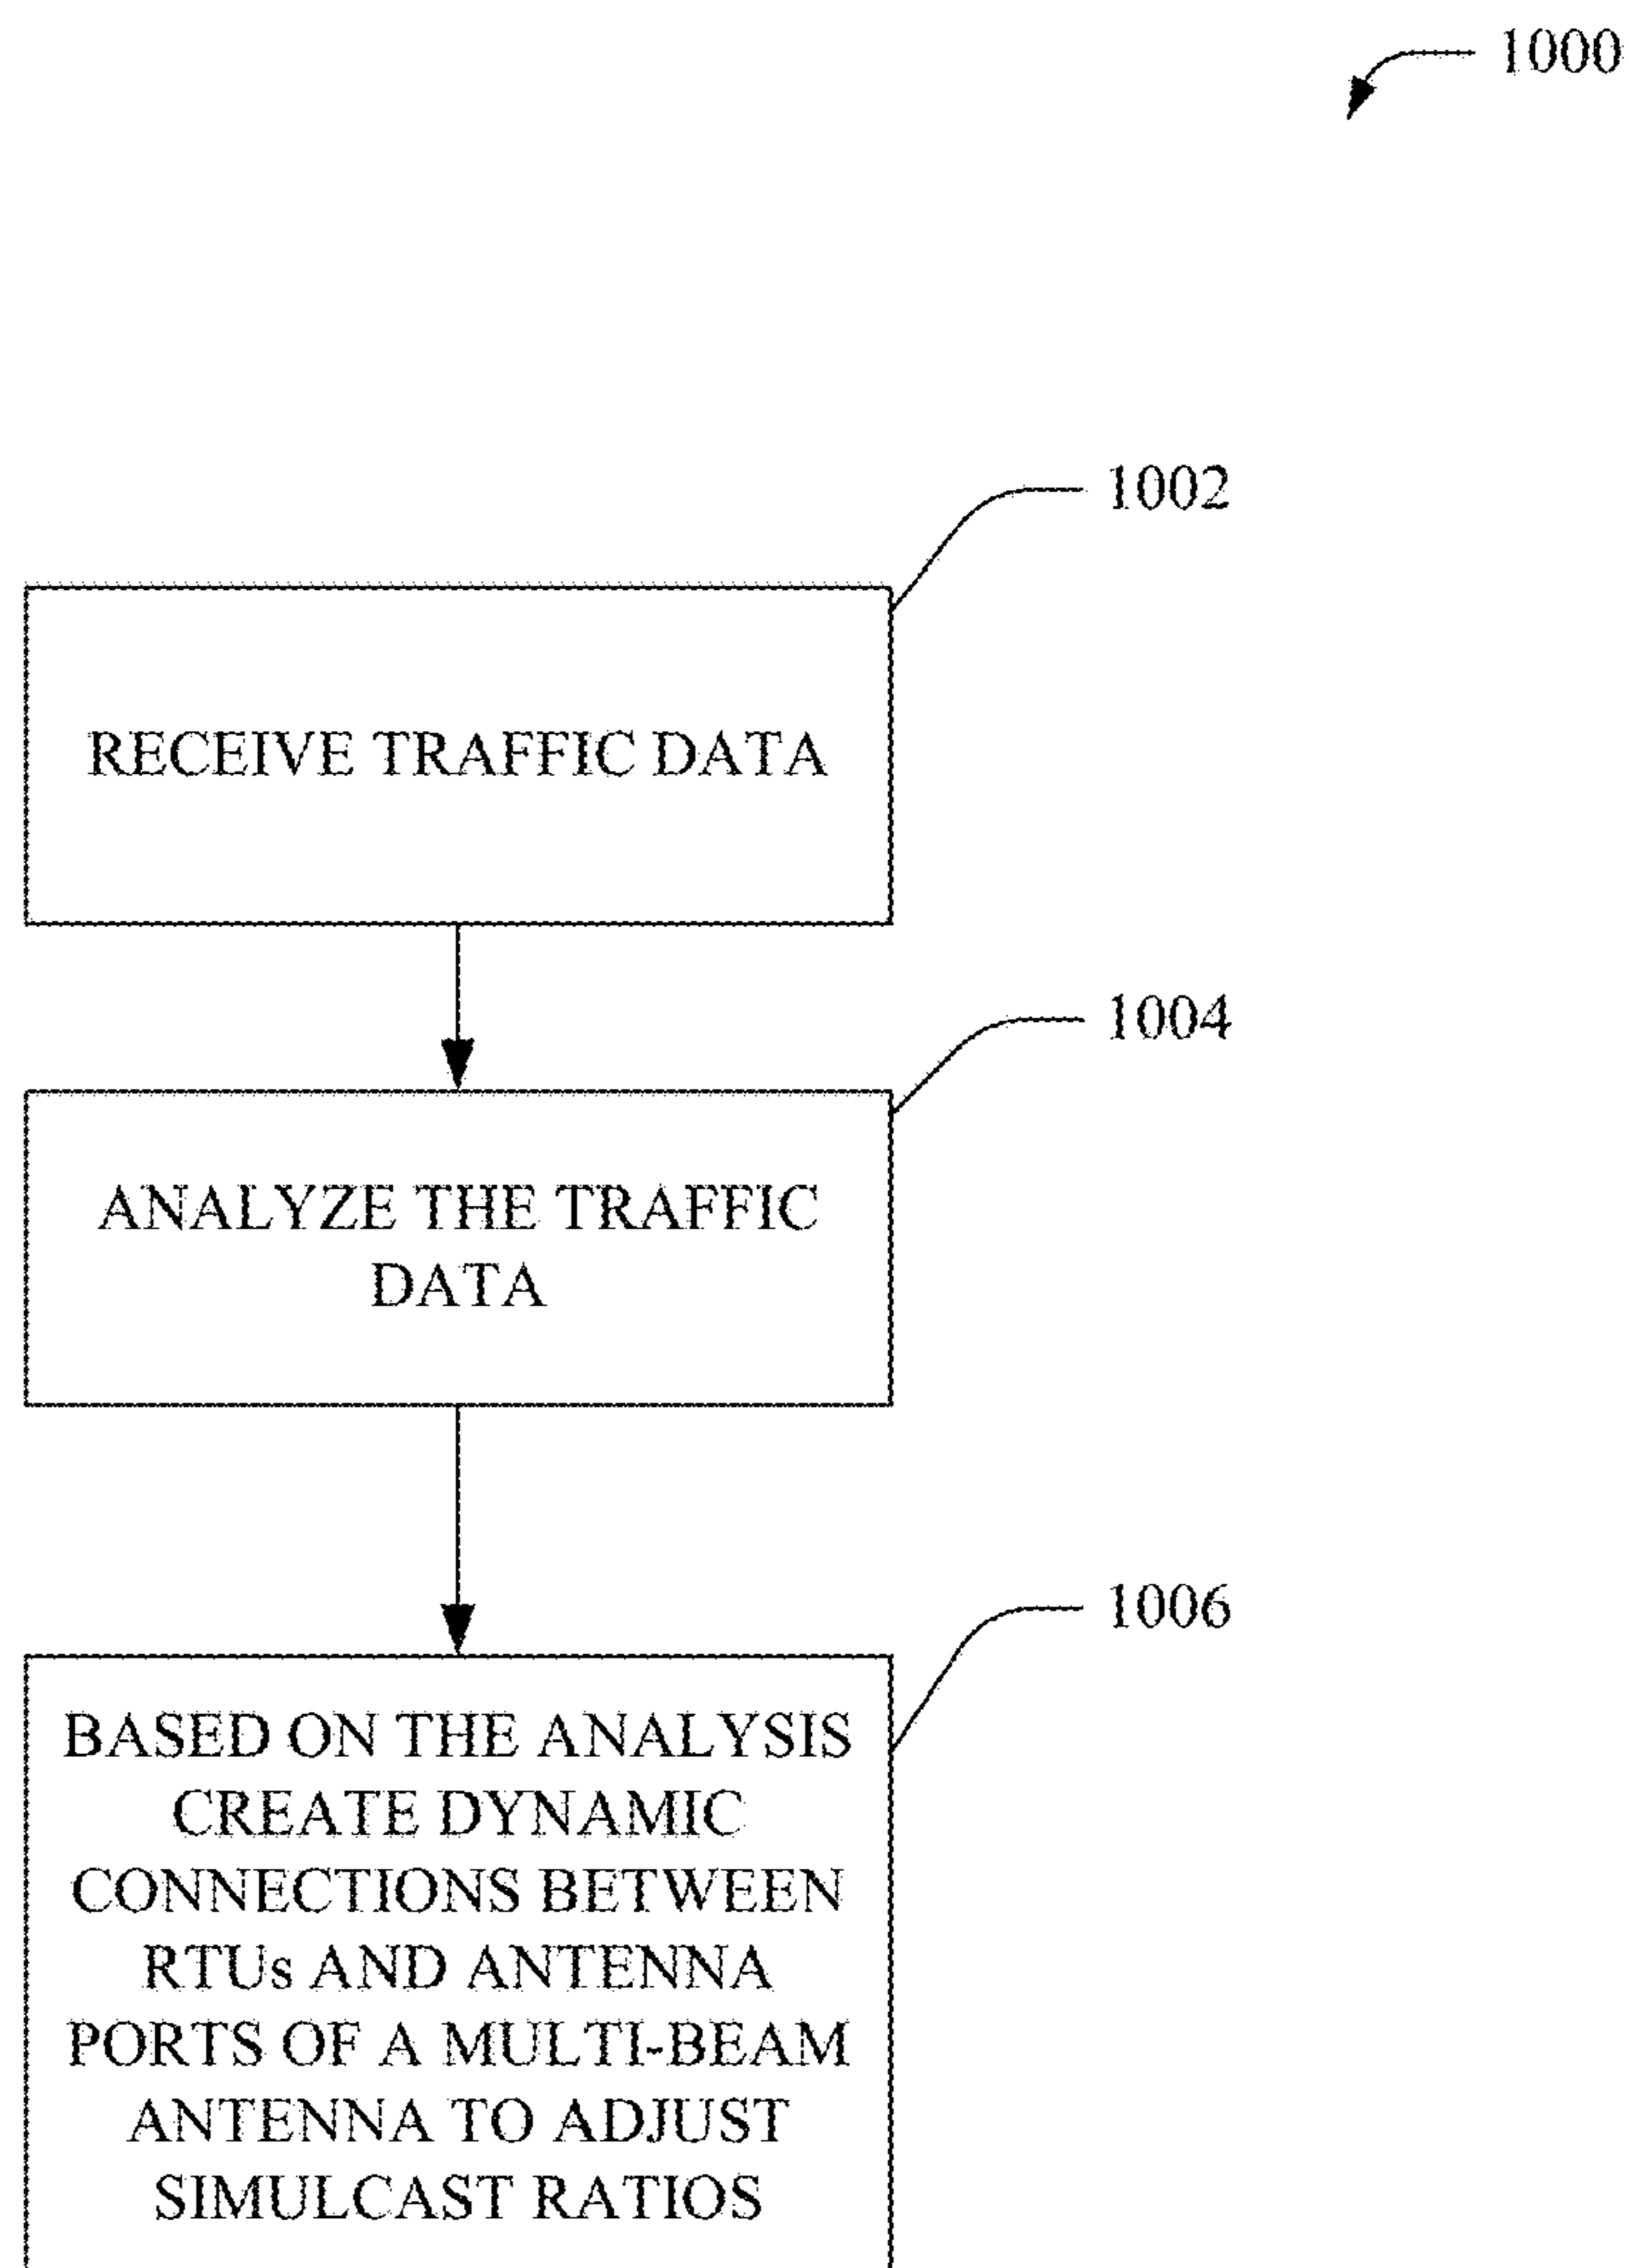 1000
1002
RECEIVE TRAFFIC DATA
1004
ANALYZE THE TRAFFIC
DATA
1006
BASED ON THE ANALYSIS
CREATE DYNAMIC
CONNECTIONS BETWEEN
RTUs AND ANTENNA
PORTS OF A MULTI-BEAM
ANTENNA TO ADJUST
SIMULCAST RATIOS